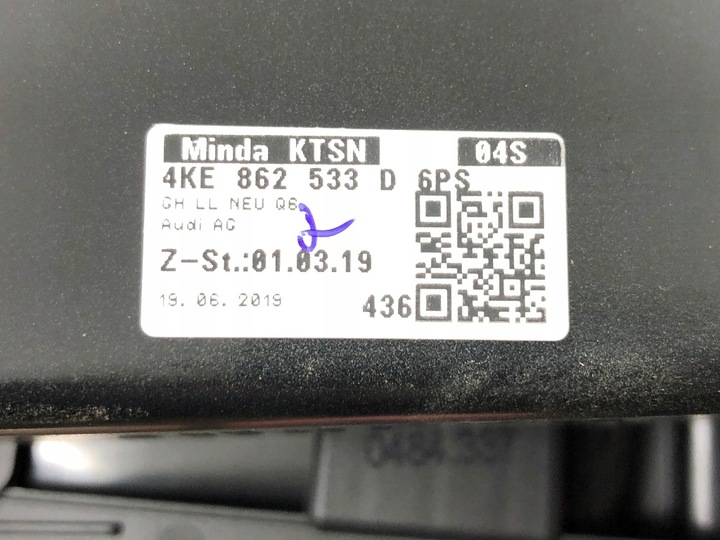 Minda KTSN 04S
4KE 862 533 D 6PS
GH LL NEU Q6
Audi AG
Z-St.:01.03.19
19. 06. 2019 436